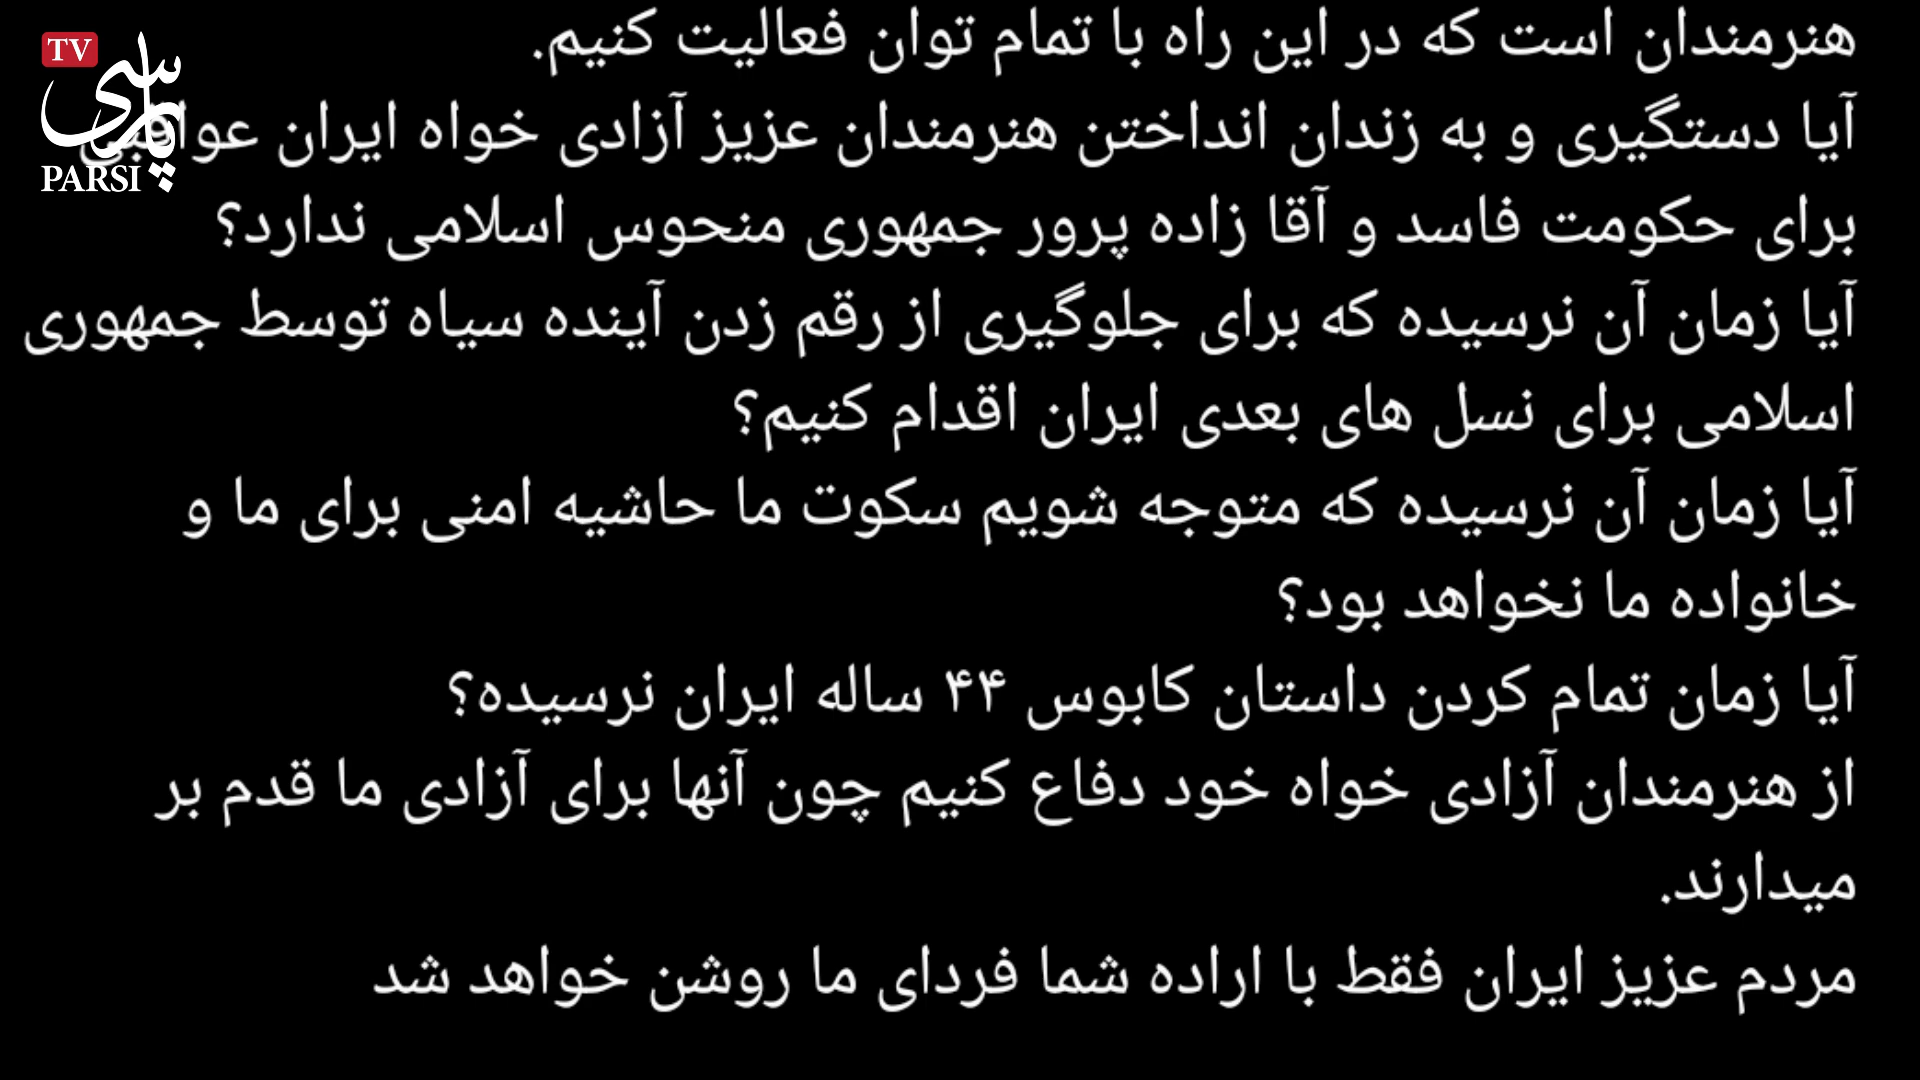 TV
پارسی
PARSI
هنرمندان است که در این راه با تمام توان فعالیت کنیم.
آیا دستگیری و به زندان انداختن هنرمندان عزیز آزادی خواه ایران عواقبی
برای حکومت فاسد و آقا زاده پرور جمهوری منحوس اسلامی ندارد؟
آیا زمان آن نرسیده که برای جلوگیری از رقم زدن آینده سیاه توسط جمهوری
اسلامی برای نسل های بعدی ایران اقدام کنیم؟
آیا زمان آن نرسیده که متوجه شویم سکوت ما حاشیه امنی برای ما و
خانواده ما نخواهد بود؟
آیا زمان تمام کردن داستان کابوس ۴۴ ساله ایران نرسیده؟
از هنرمندان آزادی خواه خود دفاع کنیم چون آنها برای آزادی ما قدم بر
میدارند.
مردم عزیز ایران فقط با اراده شما فردای ما روشن خواهد شد